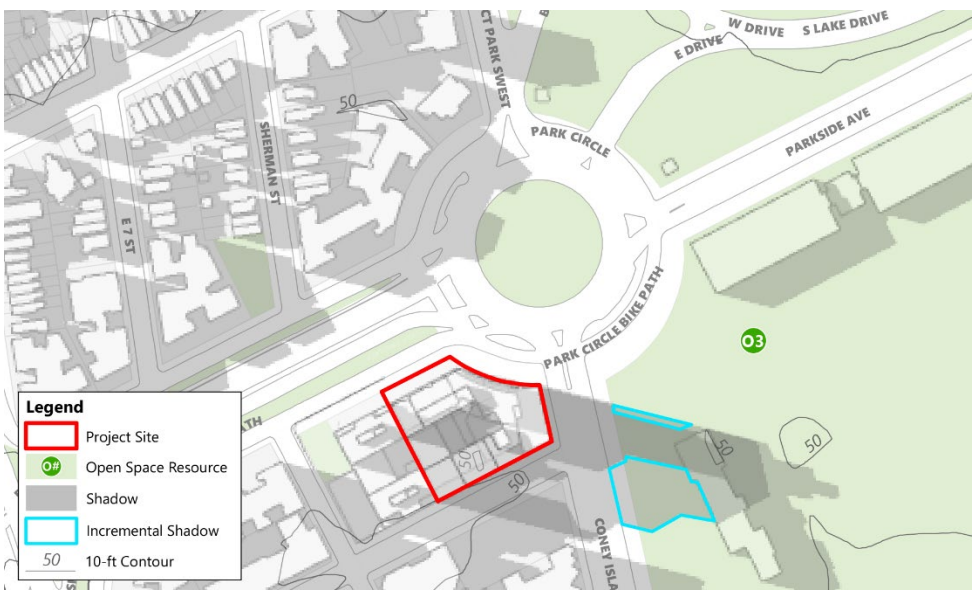 W DRIVE
S LAKE DRIVE
E DRIVE
CT PARK SWEST
50
PARK CIRCLE
PARKSIDE AVE
SHERMAN ST
E 7 ST
PARK CIRCLE BIKE PATH
O3
50
50
50
50
ATH
CONEY ISLA
Legend
Project Site
O# Open Space Resource
Shadow
Incremental Shadow
50 10-ft Contour